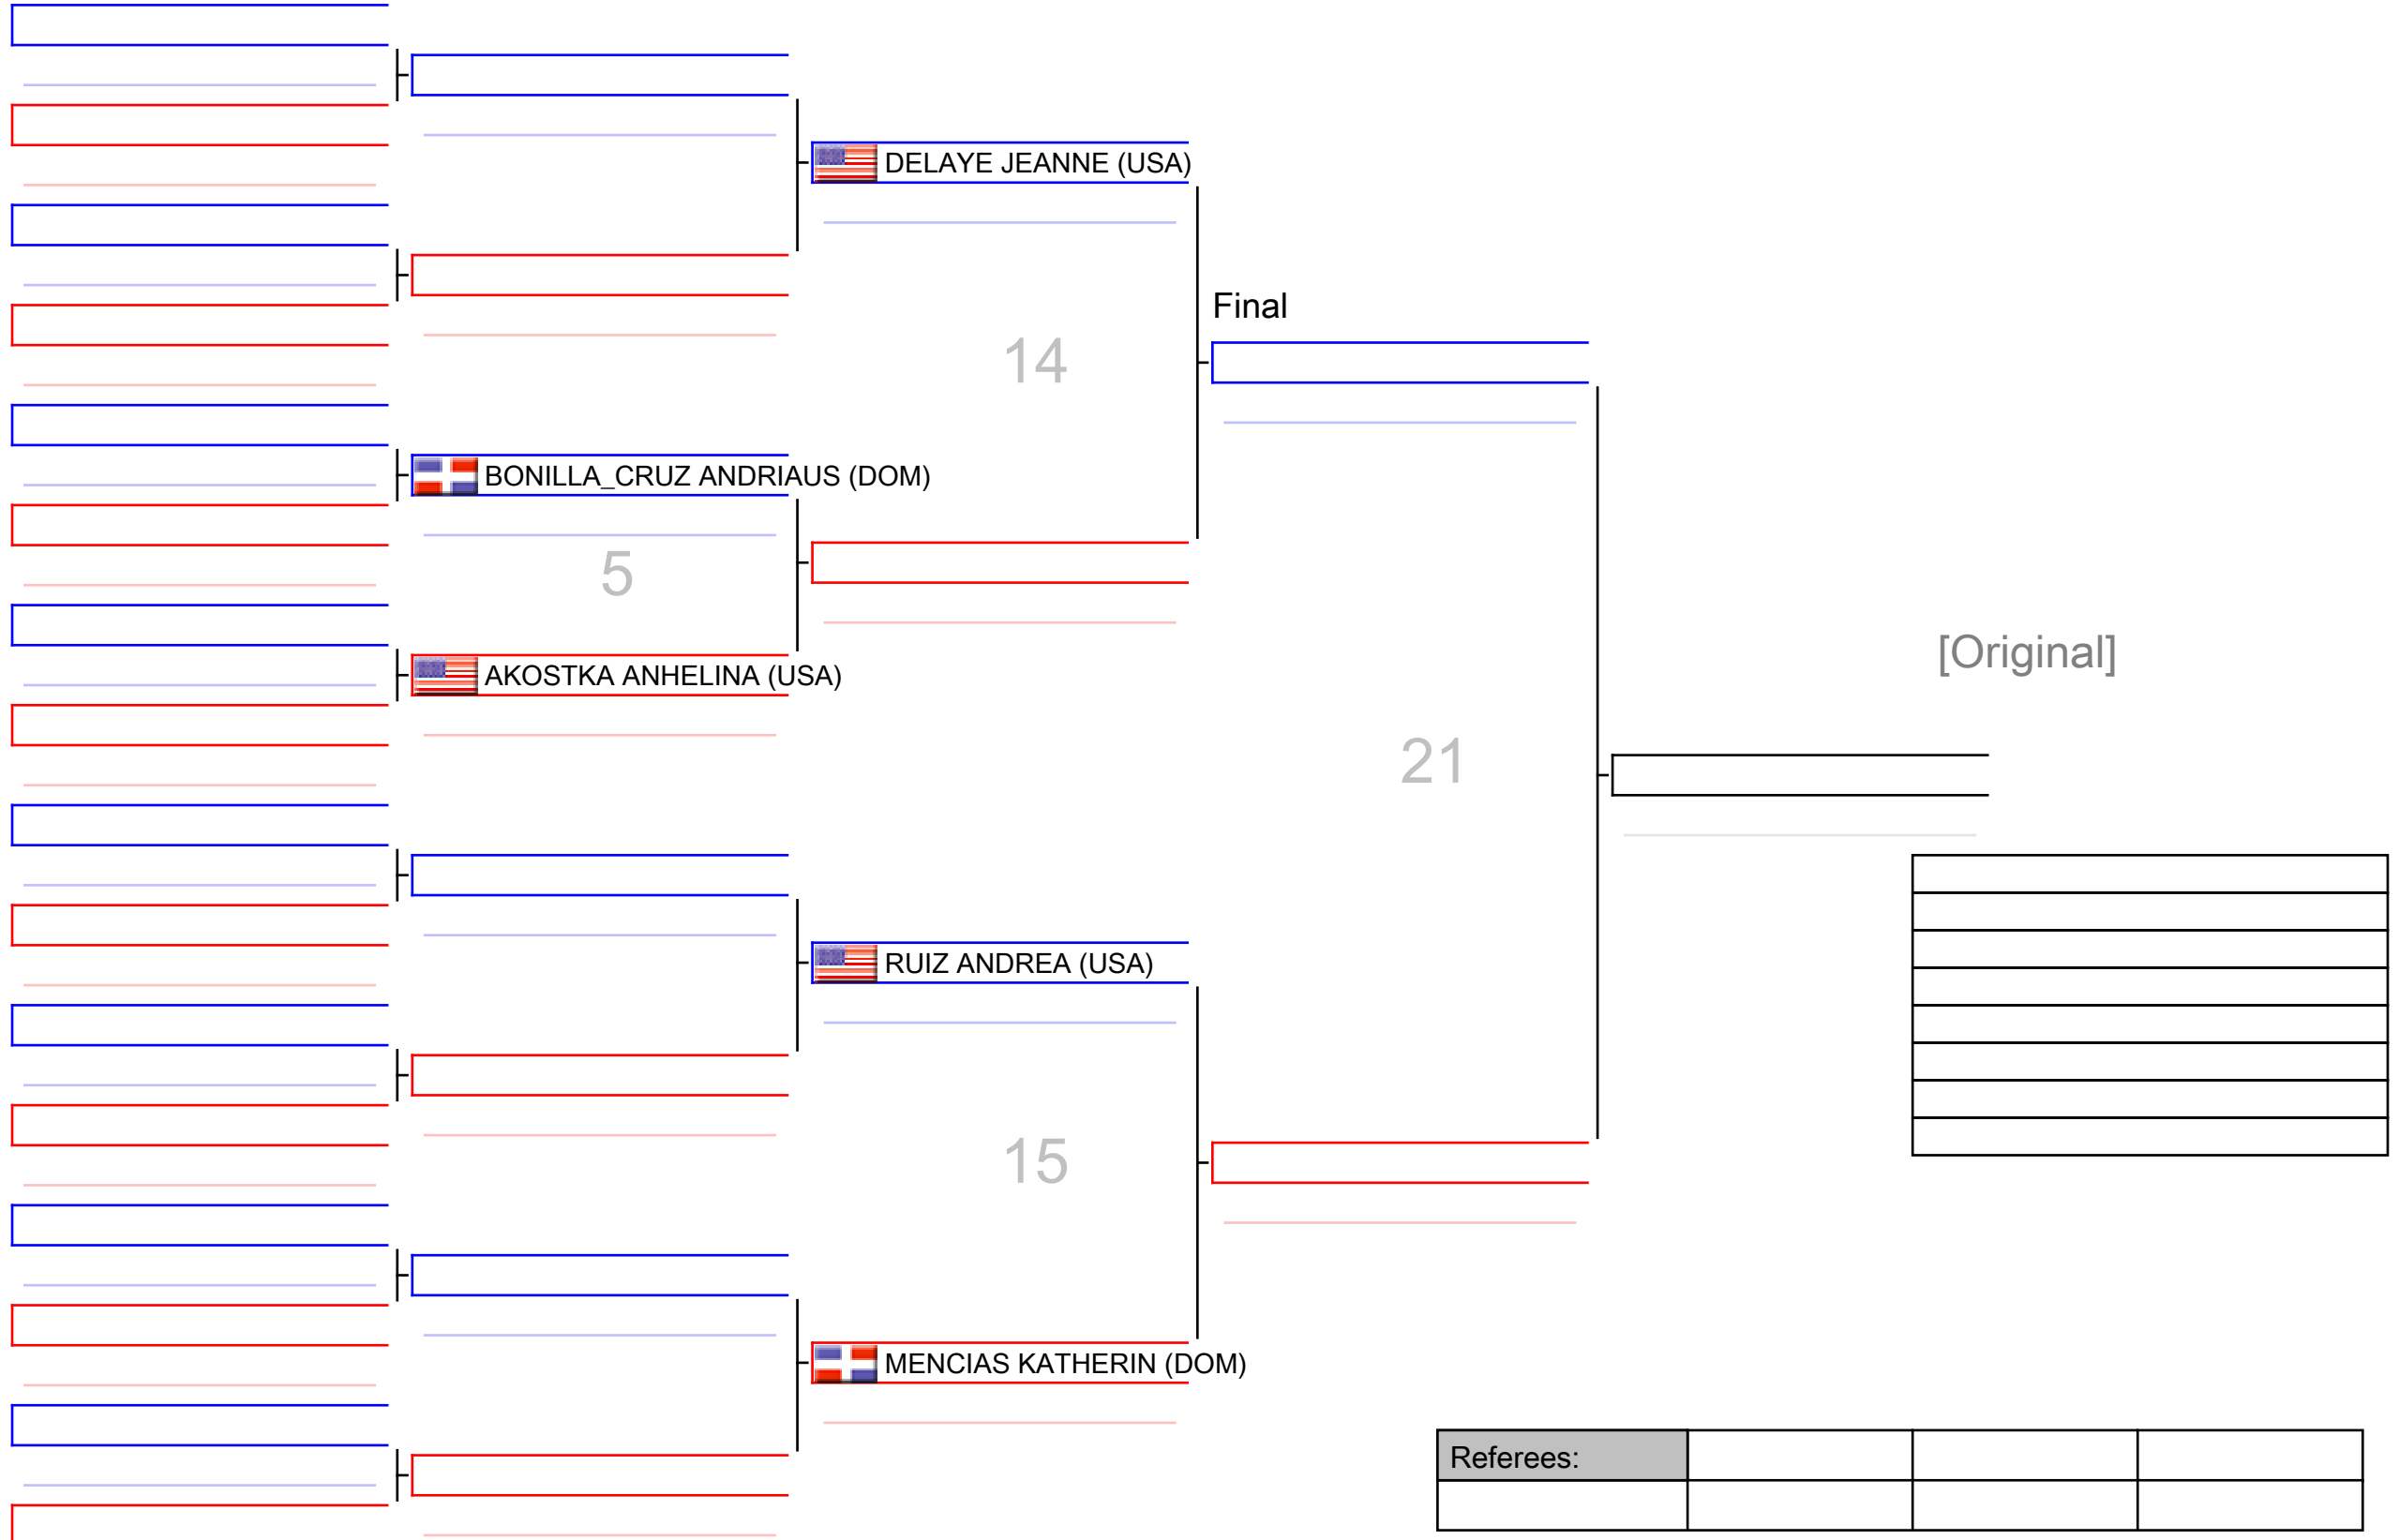 DELAYE JEANNE (USA)
Final
14
BONILLA_CRUZ ANDRIAUS (DOM)
5
AKOSTKA ANHELINA (USA)
[Original]
21
RUIZ ANDREA (USA)
15
MENCIAS KATHERIN (DOM)
Referees: